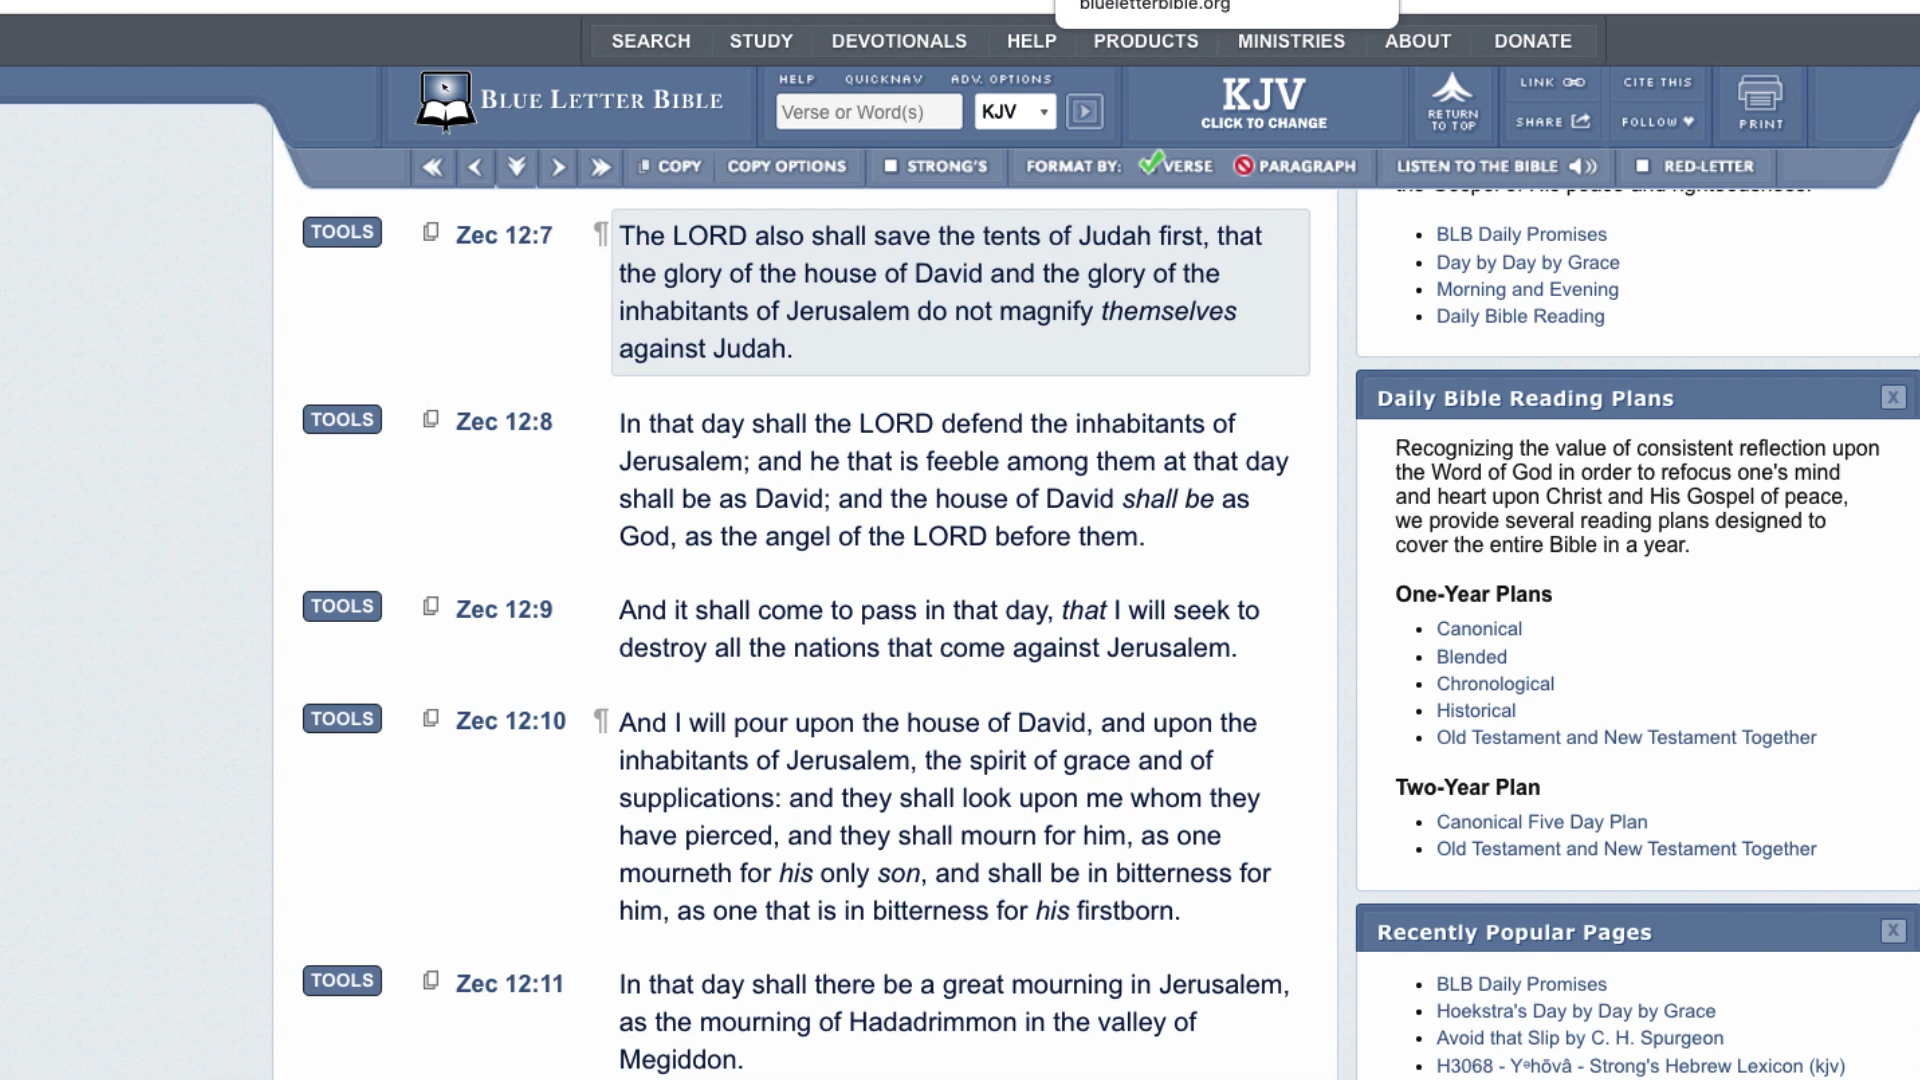 blueletterbible.org
SEARCH STUDY DEVOTIONALS HELP PRODUCTS MINISTRIES ABOUT DONATE
BLUE LETTER BIBLE
HELP QUICKNAV ADV. OPTIONS
Verse or Word(s) KJV
KJV
CLICK TO CHANGE
RETURN
TO TOP
LINK
SHARE
CITE THIS
FOLLOW
PRINT
COPY COPY OPTIONS STRONG'S FORMAT BY: VERSE PARAGRAPH LISTEN TO THE BIBLE RED-LETTER
TOOLS Zec 12:7 ¶ The LORD also shall save the tents of Judah first, that
the glory of the house of David and the glory of the
inhabitants of Jerusalem do not magnify themselves
against Judah.
TOOLS Zec 12:8 In that day shall the LORD defend the inhabitants of
Jerusalem; and he that is feeble among them at that day
shall be as David; and the house of David shall be as
God, as the angel of the LORD before them.
TOOLS Zec 12:9 And it shall come to pass in that day, that I will seek to
destroy all the nations that come against Jerusalem.
TOOLS Zec 12:10 ¶ And I will pour upon the house of David, and upon the
inhabitants of Jerusalem, the spirit of grace and of
supplications: and they shall look upon me whom they
have pierced, and they shall mourn for him, as one
mourneth for his only son, and shall be in bitterness for
him, as one that is in bitterness for his firstborn.
TOOLS Zec 12:11 In that day shall there be a great mourning in Jerusalem,
as the mourning of Hadadrimmon in the valley of
Megiddon.
the Gospel of His peace and righteousness.
• BLB Daily Promises
• Day by Day by Grace
• Morning and Evening
• Daily Bible Reading
Daily Bible Reading Plans X
Recognizing the value of consistent reflection upon
the Word of God in order to refocus one's mind
and heart upon Christ and His Gospel of peace,
we provide several reading plans designed to
cover the entire Bible in a year.
One-Year Plans
• Canonical
• Blended
• Chronological
• Historical
• Old Testament and New Testament Together
Two-Year Plan
• Canonical Five Day Plan
• Old Testament and New Testament Together
Recently Popular Pages X
• BLB Daily Promises
• Hoekstra's Day by Day by Grace
• Avoid that Slip by C. H. Spurgeon
• H3068 - Yᵊhōvâ - Strong's Hebrew Lexicon (kjv)